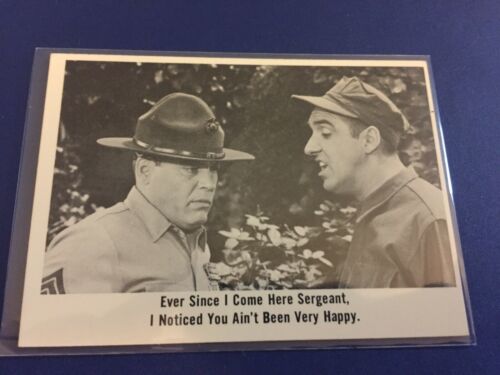 Ever Since I Come Here Sergeant,
I Noticed You Ain't Been Very Happy.